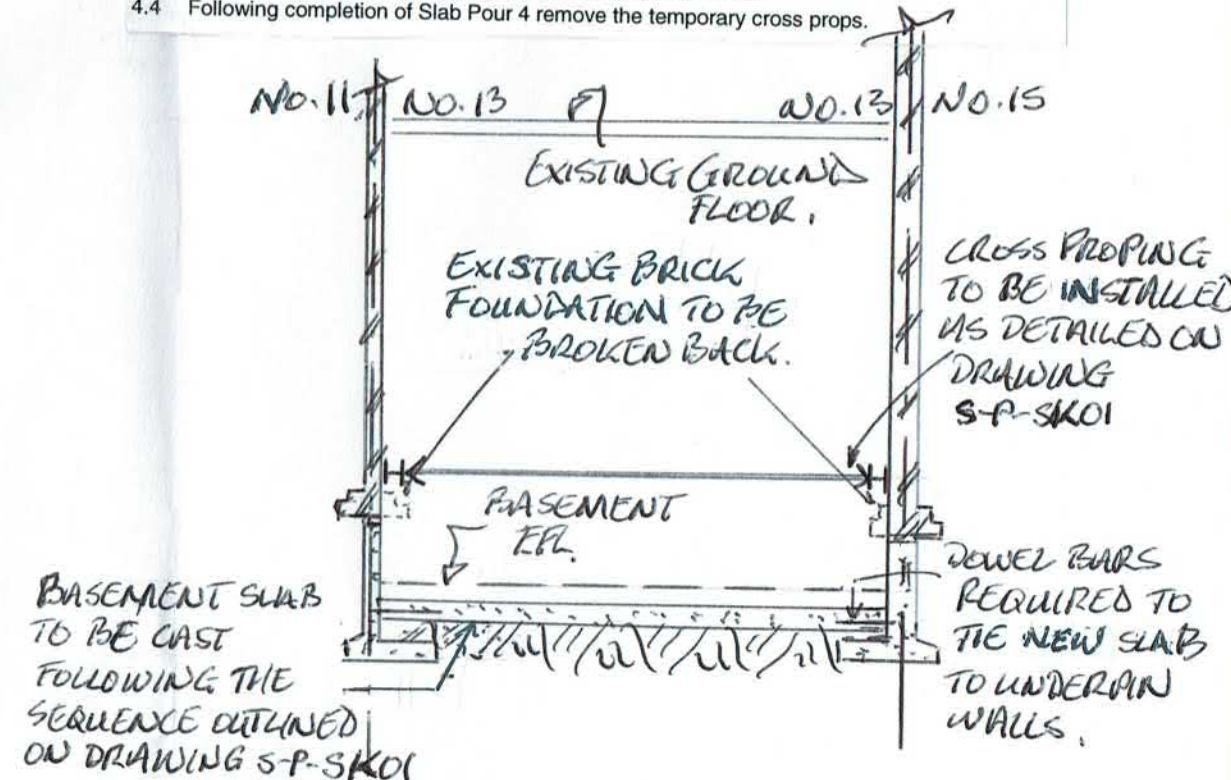 4.4 Following completion of Slab Pour 4 remove the temporary cross props.
NO.11 NO.13 NO.13 NO.15
EXISTING GROUND
FLOOR.
EXISTING BRICK
FOUNDATION TO BE
BROKEN BACK.
CROSS PROPING
TO BE INSTALLED
AS DETAILED ON
DRAWING
S-P-SK01
BASEMENT
FFL.
BASEMENT SLAB
TO BE CAST
FOLLOWING THE
SEQUENCE OUTLINED
ON DRAWING S-P-SK01
DOWEL BARS
REQUIRED TO
TIE NEW SLAB
TO UNDERPIN
WALLS.